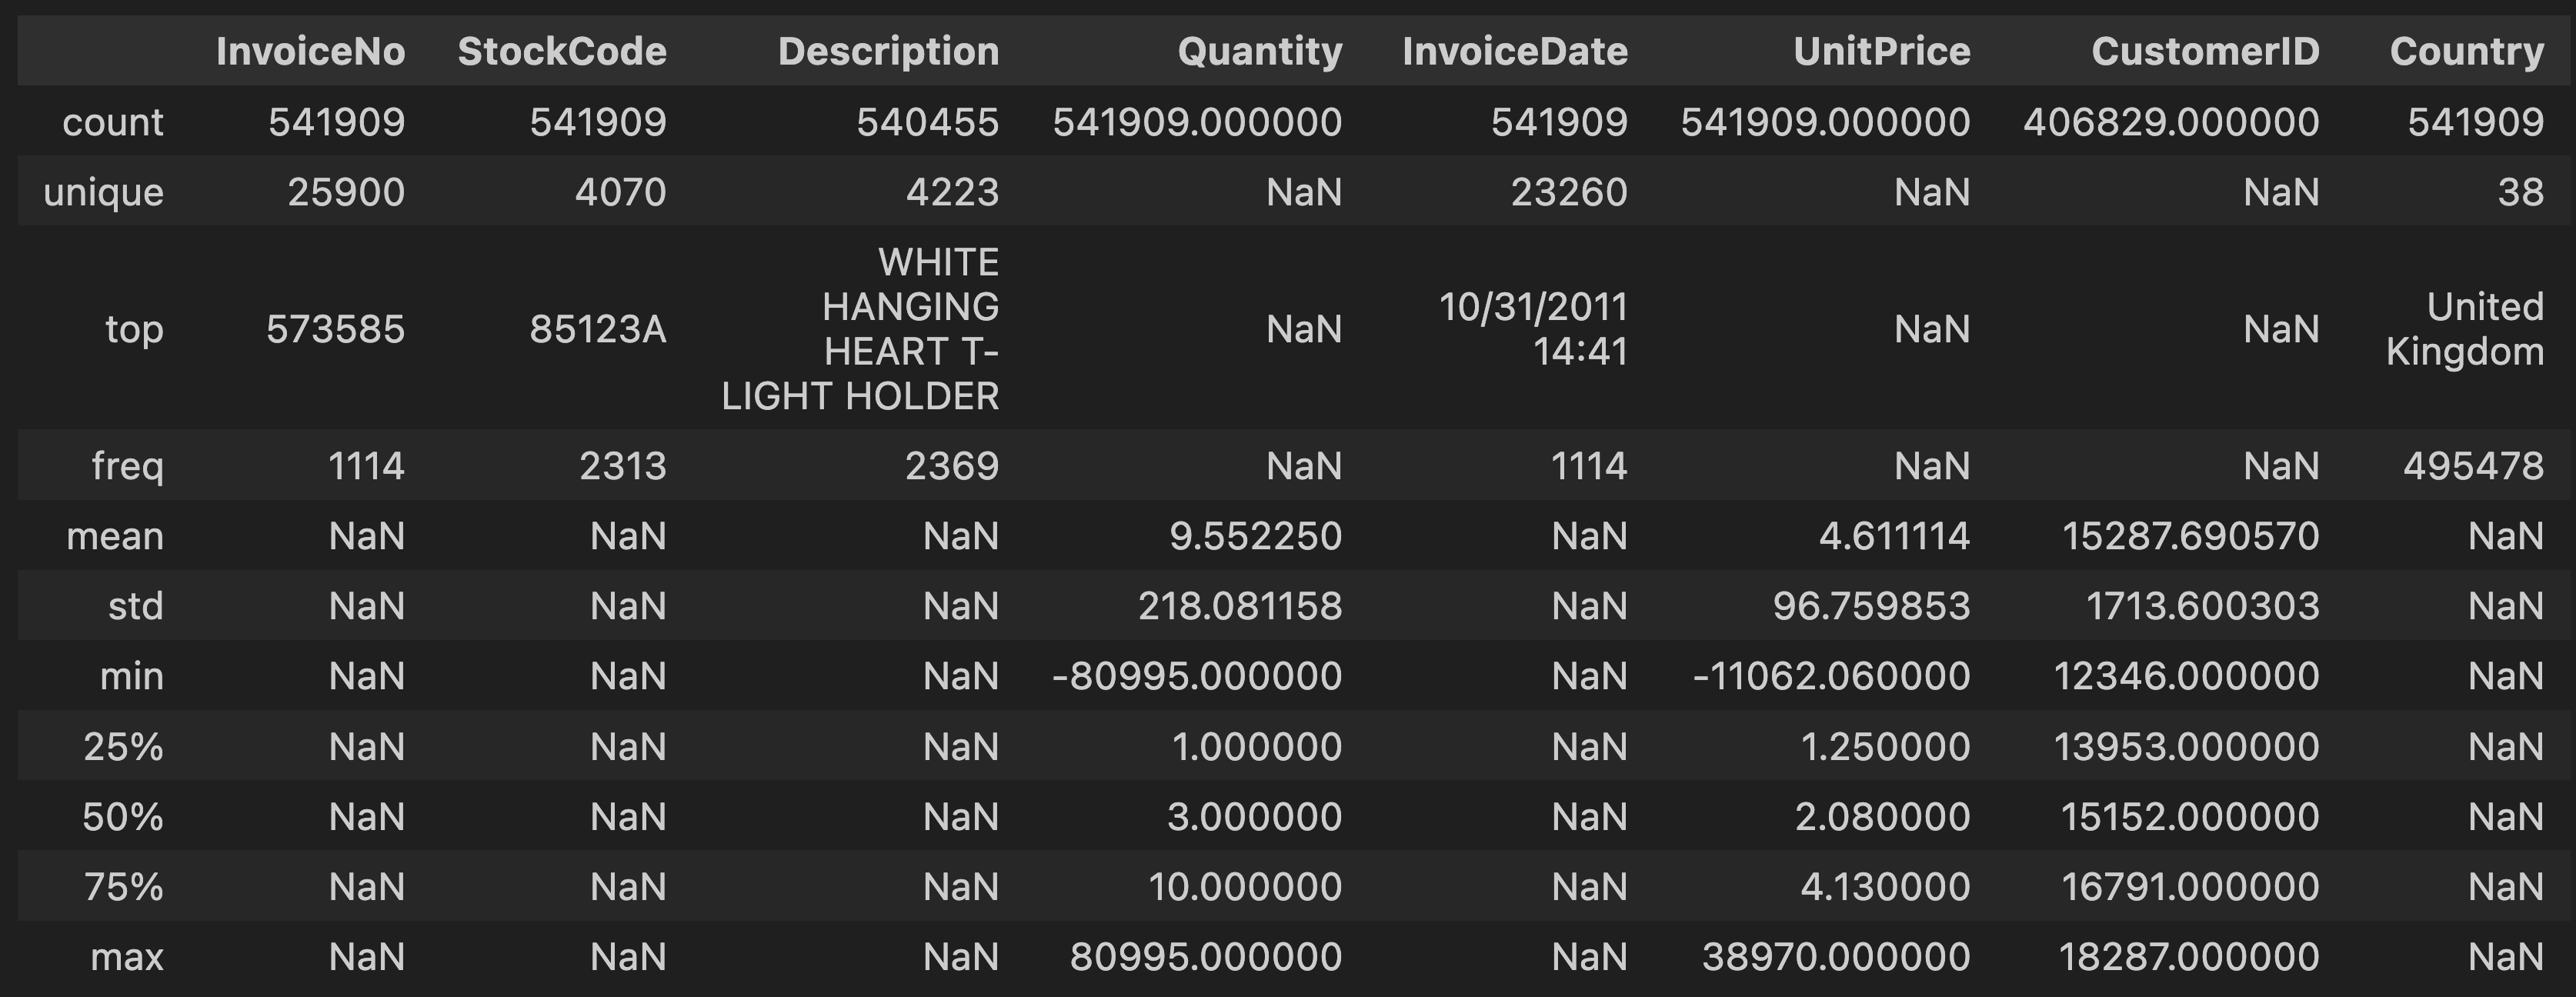 InvoiceNo StockCode Description Quantity InvoiceDate UnitPrice CustomerID Country
count 541909 541909 540455 541909.000000 541909 541909.000000 406829.000000 541909
unique 25900 4070 4223 NaN 23260 NaN NaN 38
top 573585 85123A WHITE HANGING HEART T-LIGHT HOLDER NaN 10/31/2011 14:41 NaN NaN United Kingdom
freq 1114 2313 2369 NaN 1114 NaN NaN 495478
mean NaN NaN NaN 9.552250 NaN 4.611114 15287.690570 NaN
std NaN NaN NaN 218.081158 NaN 96.759853 1713.600303 NaN
min NaN NaN NaN -80995.000000 NaN -11062.060000 12346.000000 NaN
25% NaN NaN NaN 1.000000 NaN 1.250000 13953.000000 NaN
50% NaN NaN NaN 3.000000 NaN 2.080000 15152.000000 NaN
75% NaN NaN NaN 10.000000 NaN 4.130000 16791.000000 NaN
max NaN NaN NaN 80995.000000 NaN 38970.000000 18287.000000 NaN